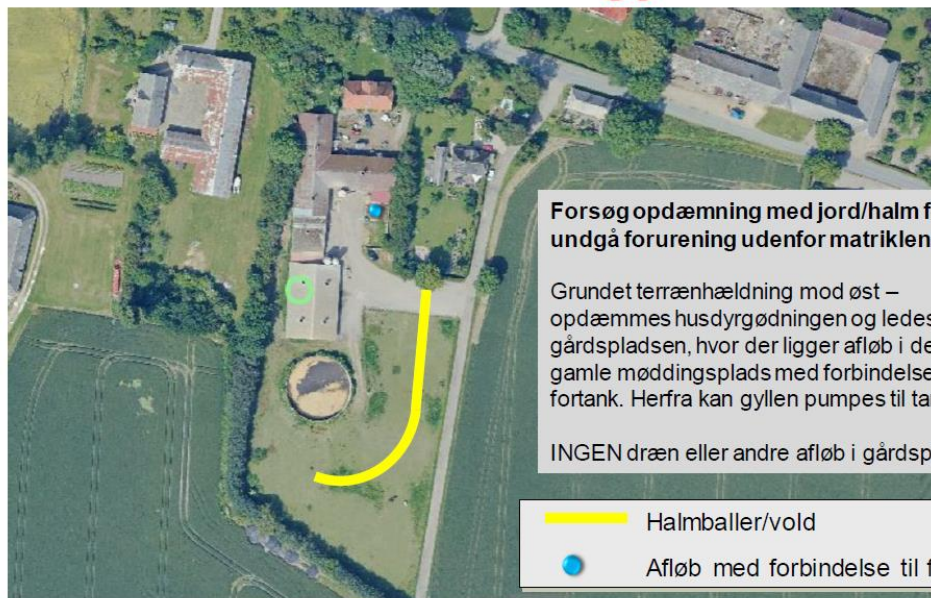 Forsøg opdæmning med jord/halm f
undgå forurening udenfor matriklen
Grundet terrænhældning mod øst –
opdæmmes husdyrgødningen og ledes
gårdspladsen, hvor der ligger afløb i de
gamle møddingsplads med forbindelse
fortank. Herfra kan gyllen pumpes til ta
INGEN dræn eller andre afløb i gårdsp
Halmballer/vold
Afløb med forbindelse til f